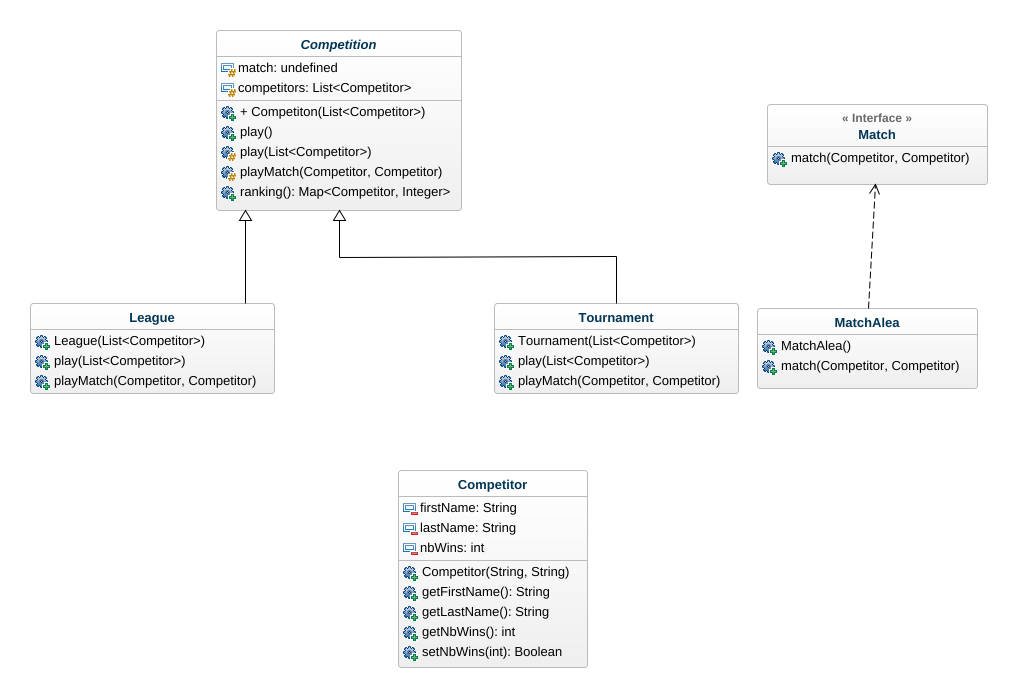 Competition
match: undefined
competitors: List<Competitor>
+ Competiton(List<Competitor>)
play()
play(List<Competitor>)
playMatch(Competitor, Competitor)
ranking(): Map<Competitor, Integer>
« Interface »
Match
match(Competitor, Competitor)
League
League(List<Competitor>)
play(List<Competitor>)
playMatch(Competitor, Competitor)
Tournament
Tournament(List<Competitor>)
play(List<Competitor>)
playMatch(Competitor, Competitor)
MatchAlea
MatchAlea()
match(Competitor, Competitor)
Competitor
firstName: String
lastName: String
nbWins: int
Competitor(String, String)
getFirstName(): String
getLastName(): String
getNbWins(): int
setNbWins(int): Boolean